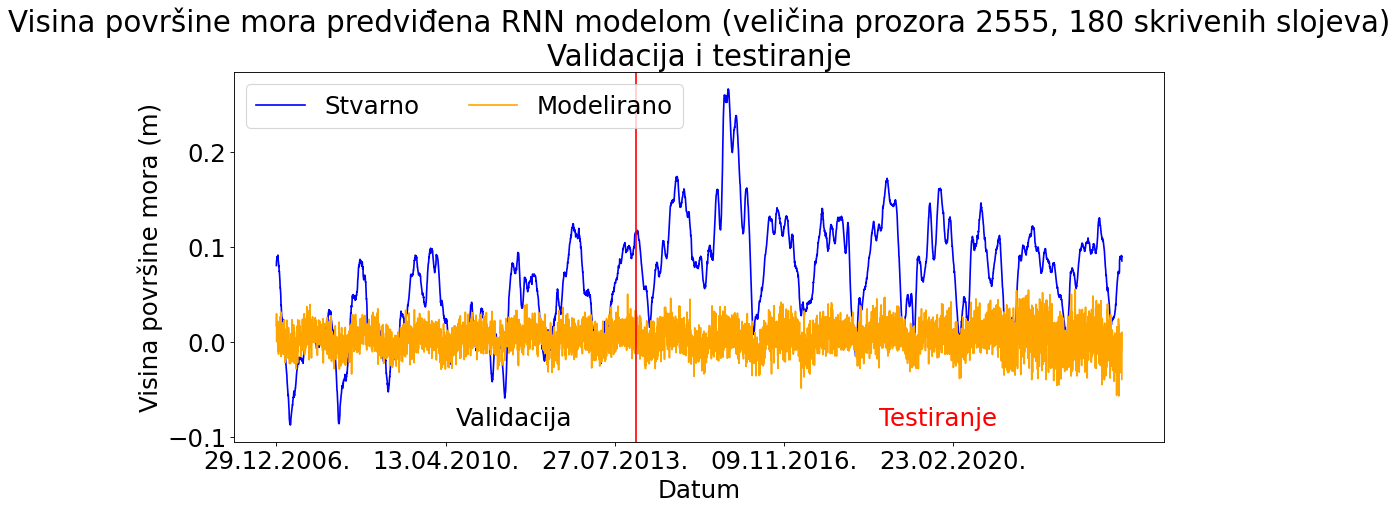 Visina površine mora predviđena RNN modelom (veličina prozora 2555, 180 skrivenih slojeva)
Validacija i testiranje
Stvarno
Modelirano
Visina površine mora (m)
0.2
0.1
0.0
−0.1
Validacija
Testiranje
29.12.2006.
13.04.2010.
27.07.2013.
09.11.2016.
23.02.2020.
Datum